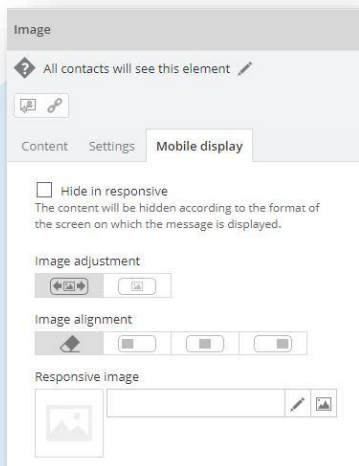 Image
All contacts will see this element
Content Settings Mobile display
Hide in responsive
The content will be hidden according to the format of
the screen on which the message is displayed.
Image adjustment
Image alignment
Responsive image